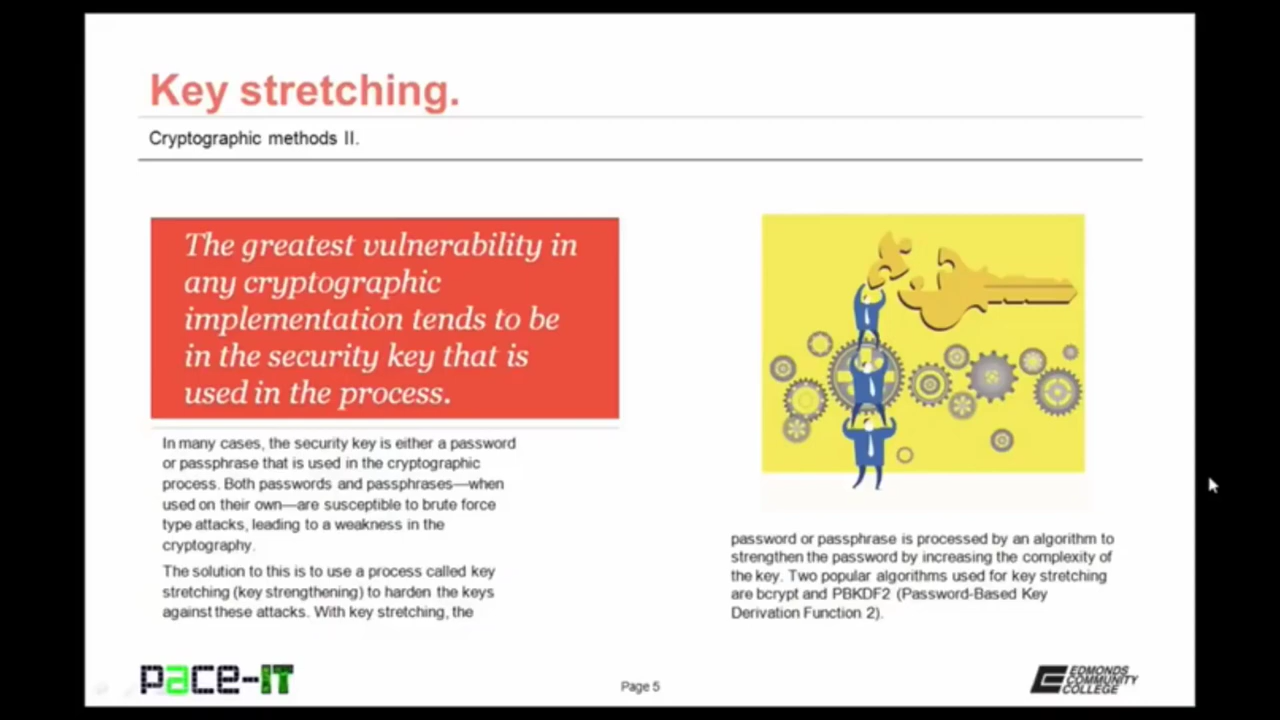 Key stretching.
Cryptographic methods II.
The greatest vulnerability in
any cryptographic
implementation tends to be
in the security key that is
used in the process.
In many cases, the security key is either a password
or passphrase that is used in the cryptographic
process. Both passwords and passphrases—when
used on their own—are susceptible to brute force
type attacks, leading to a weakness in the
cryptography.
The solution to this is to use a process called key
stretching (key strengthening) to harden the keys
against these attacks. With key stretching, the
password or passphrase is processed by an algorithm to
strengthen the password by increasing the complexity of
the key. Two popular algorithms used for key stretching
are bcrypt and PBKDF2 (Password-Based Key
Derivation Function 2).
pace-IT
Page 5
EDMONDS
COMMUNITY
COLLEGE